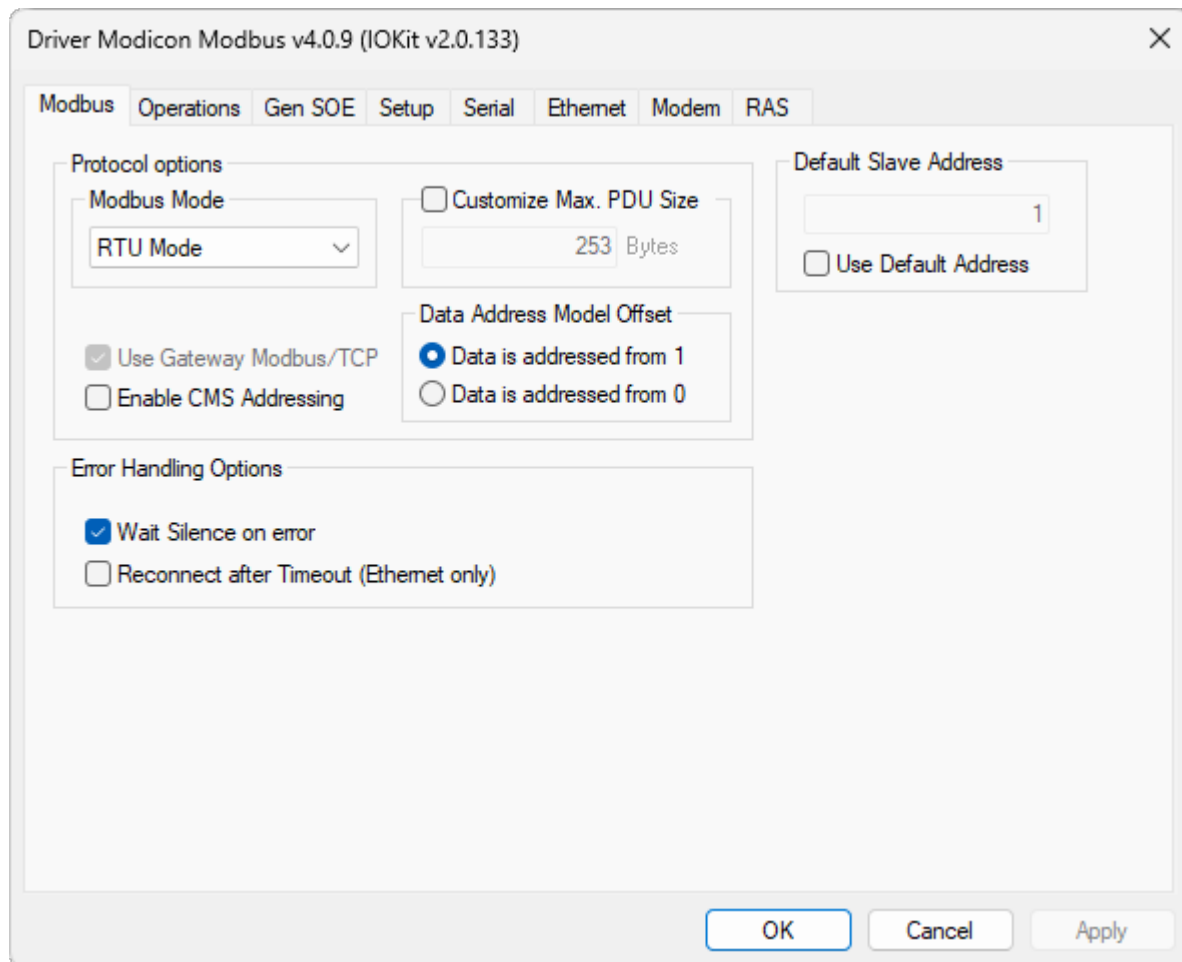 Driver Modicon Modbus v4.0.9 (IOKit v2.0.133)
Modbus Operations Gen SOE Setup Serial Ethernet Modem RAS
Protocol options
Modbus Mode
RTU Mode
Customize Max. PDU Size
253 Bytes
Use Gateway Modbus/TCP
Enable CMS Addressing
Data Address Model Offset
Data is addressed from 1
Data is addressed from 0
Default Slave Address
1
Use Default Address
Error Handling Options
Wait Silence on error
Reconnect after Timeout (Ethernet only)
OK Cancel Apply